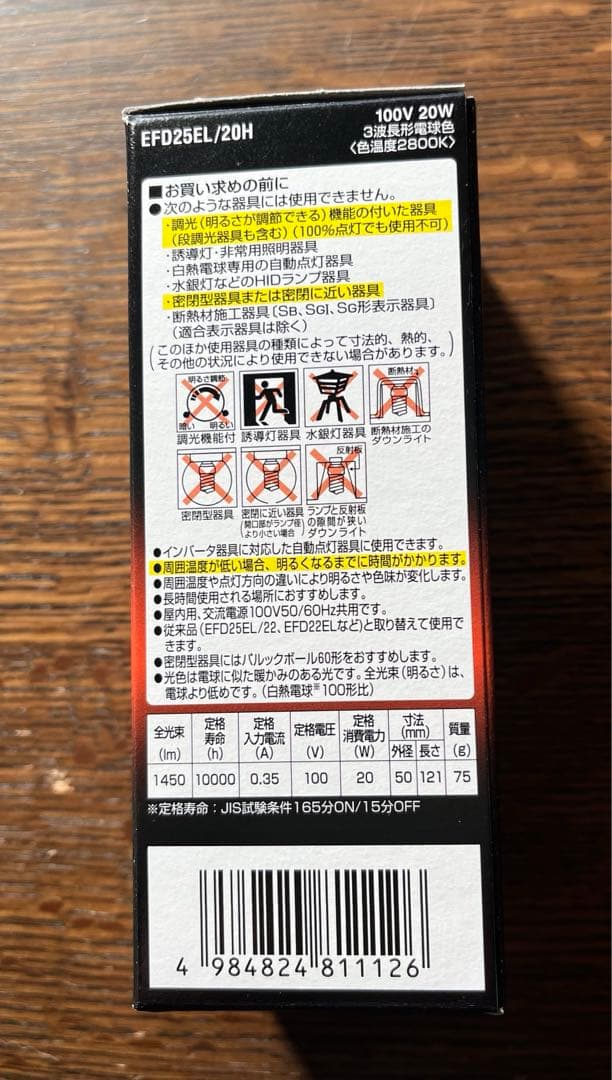 EFD25EL/20H
100V 20W
3波長形電球色
〈色温度2800K〉
■お買い求めの前に
●次のような器具には使用できません。
・調光(明るさが調節できる)機能の付いた器具
(段調光器具も含む)(100%点灯でも使用不可)
・誘導灯・非常用照明器具
・白熱電球専用の自動点灯器具
・水銀灯などのHIDランプ器具
・密閉型器具または密閉に近い器具
・断熱材施工器具〔SB、SGI、SG形表示器具〕
(適合表示器具は除く)
(このほか使用器具の種類によって寸法的、熱的、
その他の状況により使用できない場合があります。)
明るさ調節
暗い 明るい
断熱材
調光機能付
誘導灯器具
水銀灯器具
断熱材施工の
ダウンライト
反射板
密閉型器具
密閉に近い器具
(開口部がランプ径
より小さい場合)
ランプと反射板
の隙間が狭い
ダウンライト
●インバータ器具に対応した自動点灯器具に使用できます。
●周囲温度が低い場合、明るくなるまでに時間がかかります。
●周囲温度や点灯方向の違いにより明るさや色味が変化します。
●長時間使用される場所におすすめします。
●屋内用、交流電源100V50/60Hz共用です。
●従来品(EFD25EL/22、EFD22ELなど)と取り替えて使用で
きます。
●密閉型器具にはパルックボール60形をおすすめします。
●光色は電球に似た暖かみのある光です。全光束(明るさ)は、
電球より低めです。(白熱電球※100形比)
全光束 (lm) 定格寿命 (h) 定格入力電流 (A) 定格電圧 (V) 定格消費電力 (W) 寸法 (mm) 外径 長さ 質量 (g)
1450 10000 0.35 100 20 50 121 75
※定格寿命：JIS試験条件165分ON/15分OFF
4 984824 811126